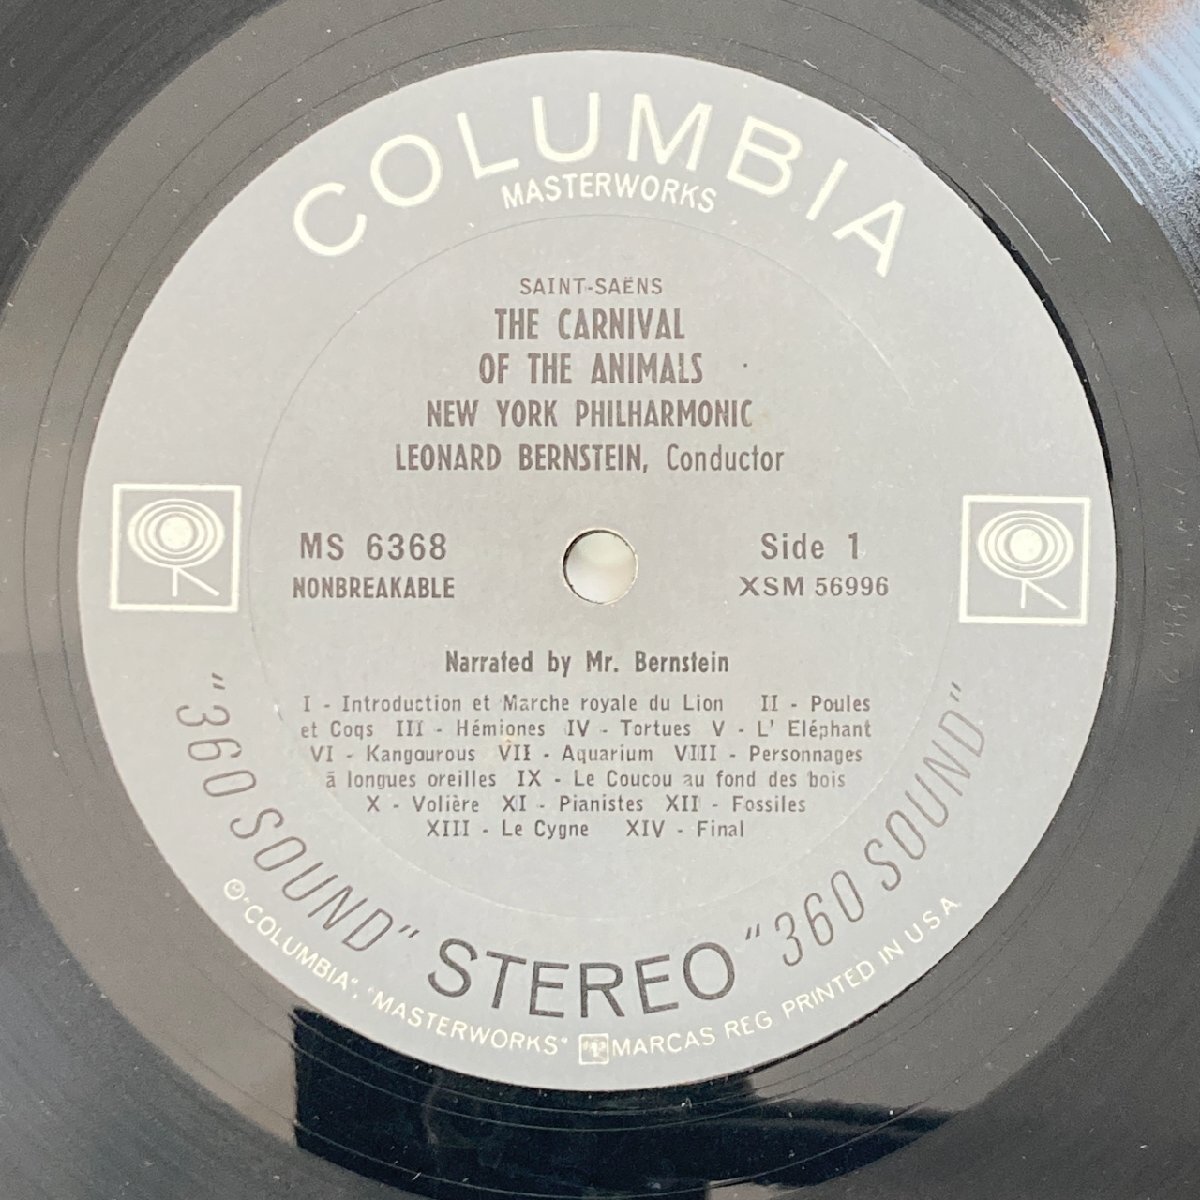 COLUMBIA
MASTERWORKS
SAINT-SAËNS
THE CARNIVAL
OF THE ANIMALS
NEW YORK PHILHARMONIC
LEONARD BERNSTEIN, Conductor
MS 6368
NONBREAKABLE
Side 1
XSM 56996
Narrated by Mr. Bernstein
I - Introduction et Marche royale du Lion II - Poules
et Coqs III - Hémiones IV - Tortues V - L' Eléphant
VI - Kangourous VII - Aquarium VIII - Personnages
à longues oreilles IX - Le Coucou au fond des bois
X - Volière XI - Pianistes XII - Fossiles
XIII - Le Cygne XIV - Final
"360 SOUND" STEREO "360 SOUND"
"COLUMBIA", "MASTERWORKS" MARCAS REG PRINTED IN U.S.A.